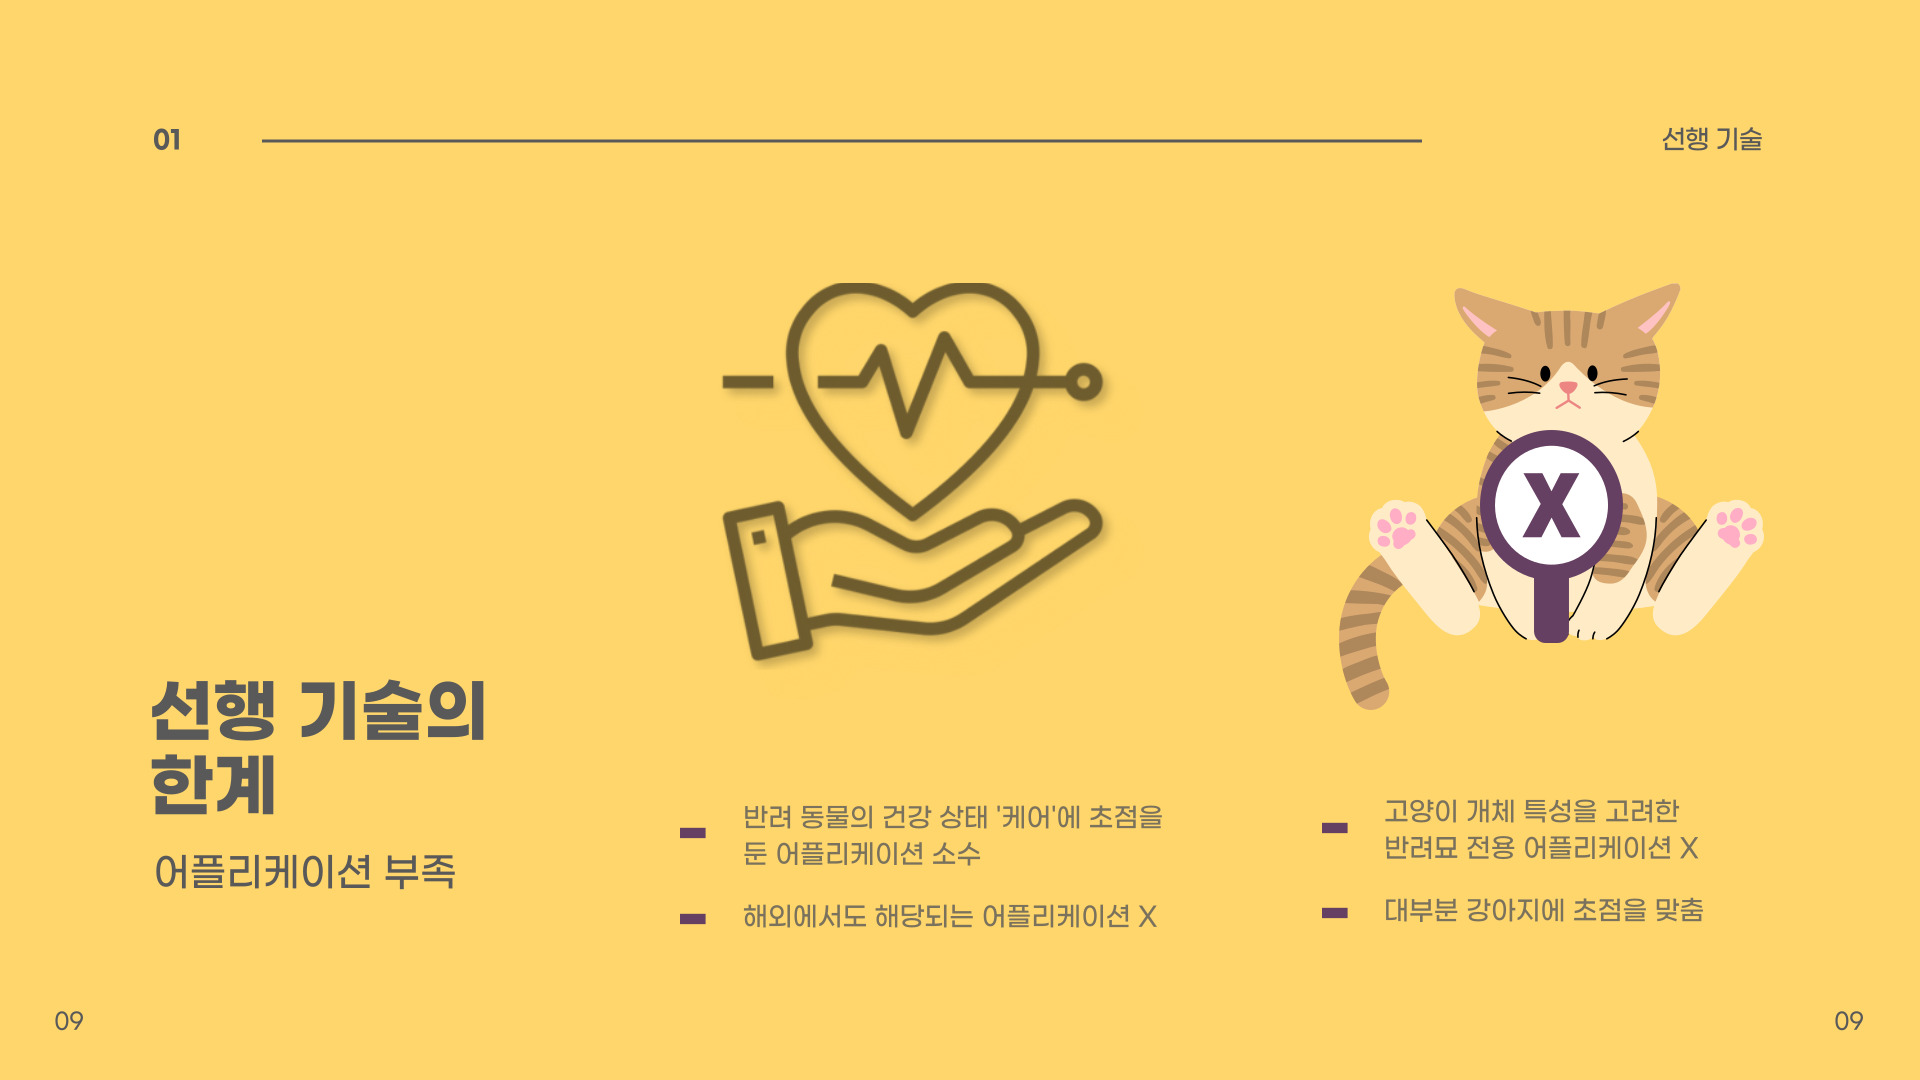 01
선행 기술
X
선행 기술의
한계
어플리케이션 부족
반려 동물의 건강 상태 '케어'에 초점을
둔 어플리케이션 소수
해외에서도 해당되는 어플리케이션 X
고양이 개체 특성을 고려한
반려묘 전용 어플리케이션 X
대부분 강아지에 초점을 맞춤
09
09